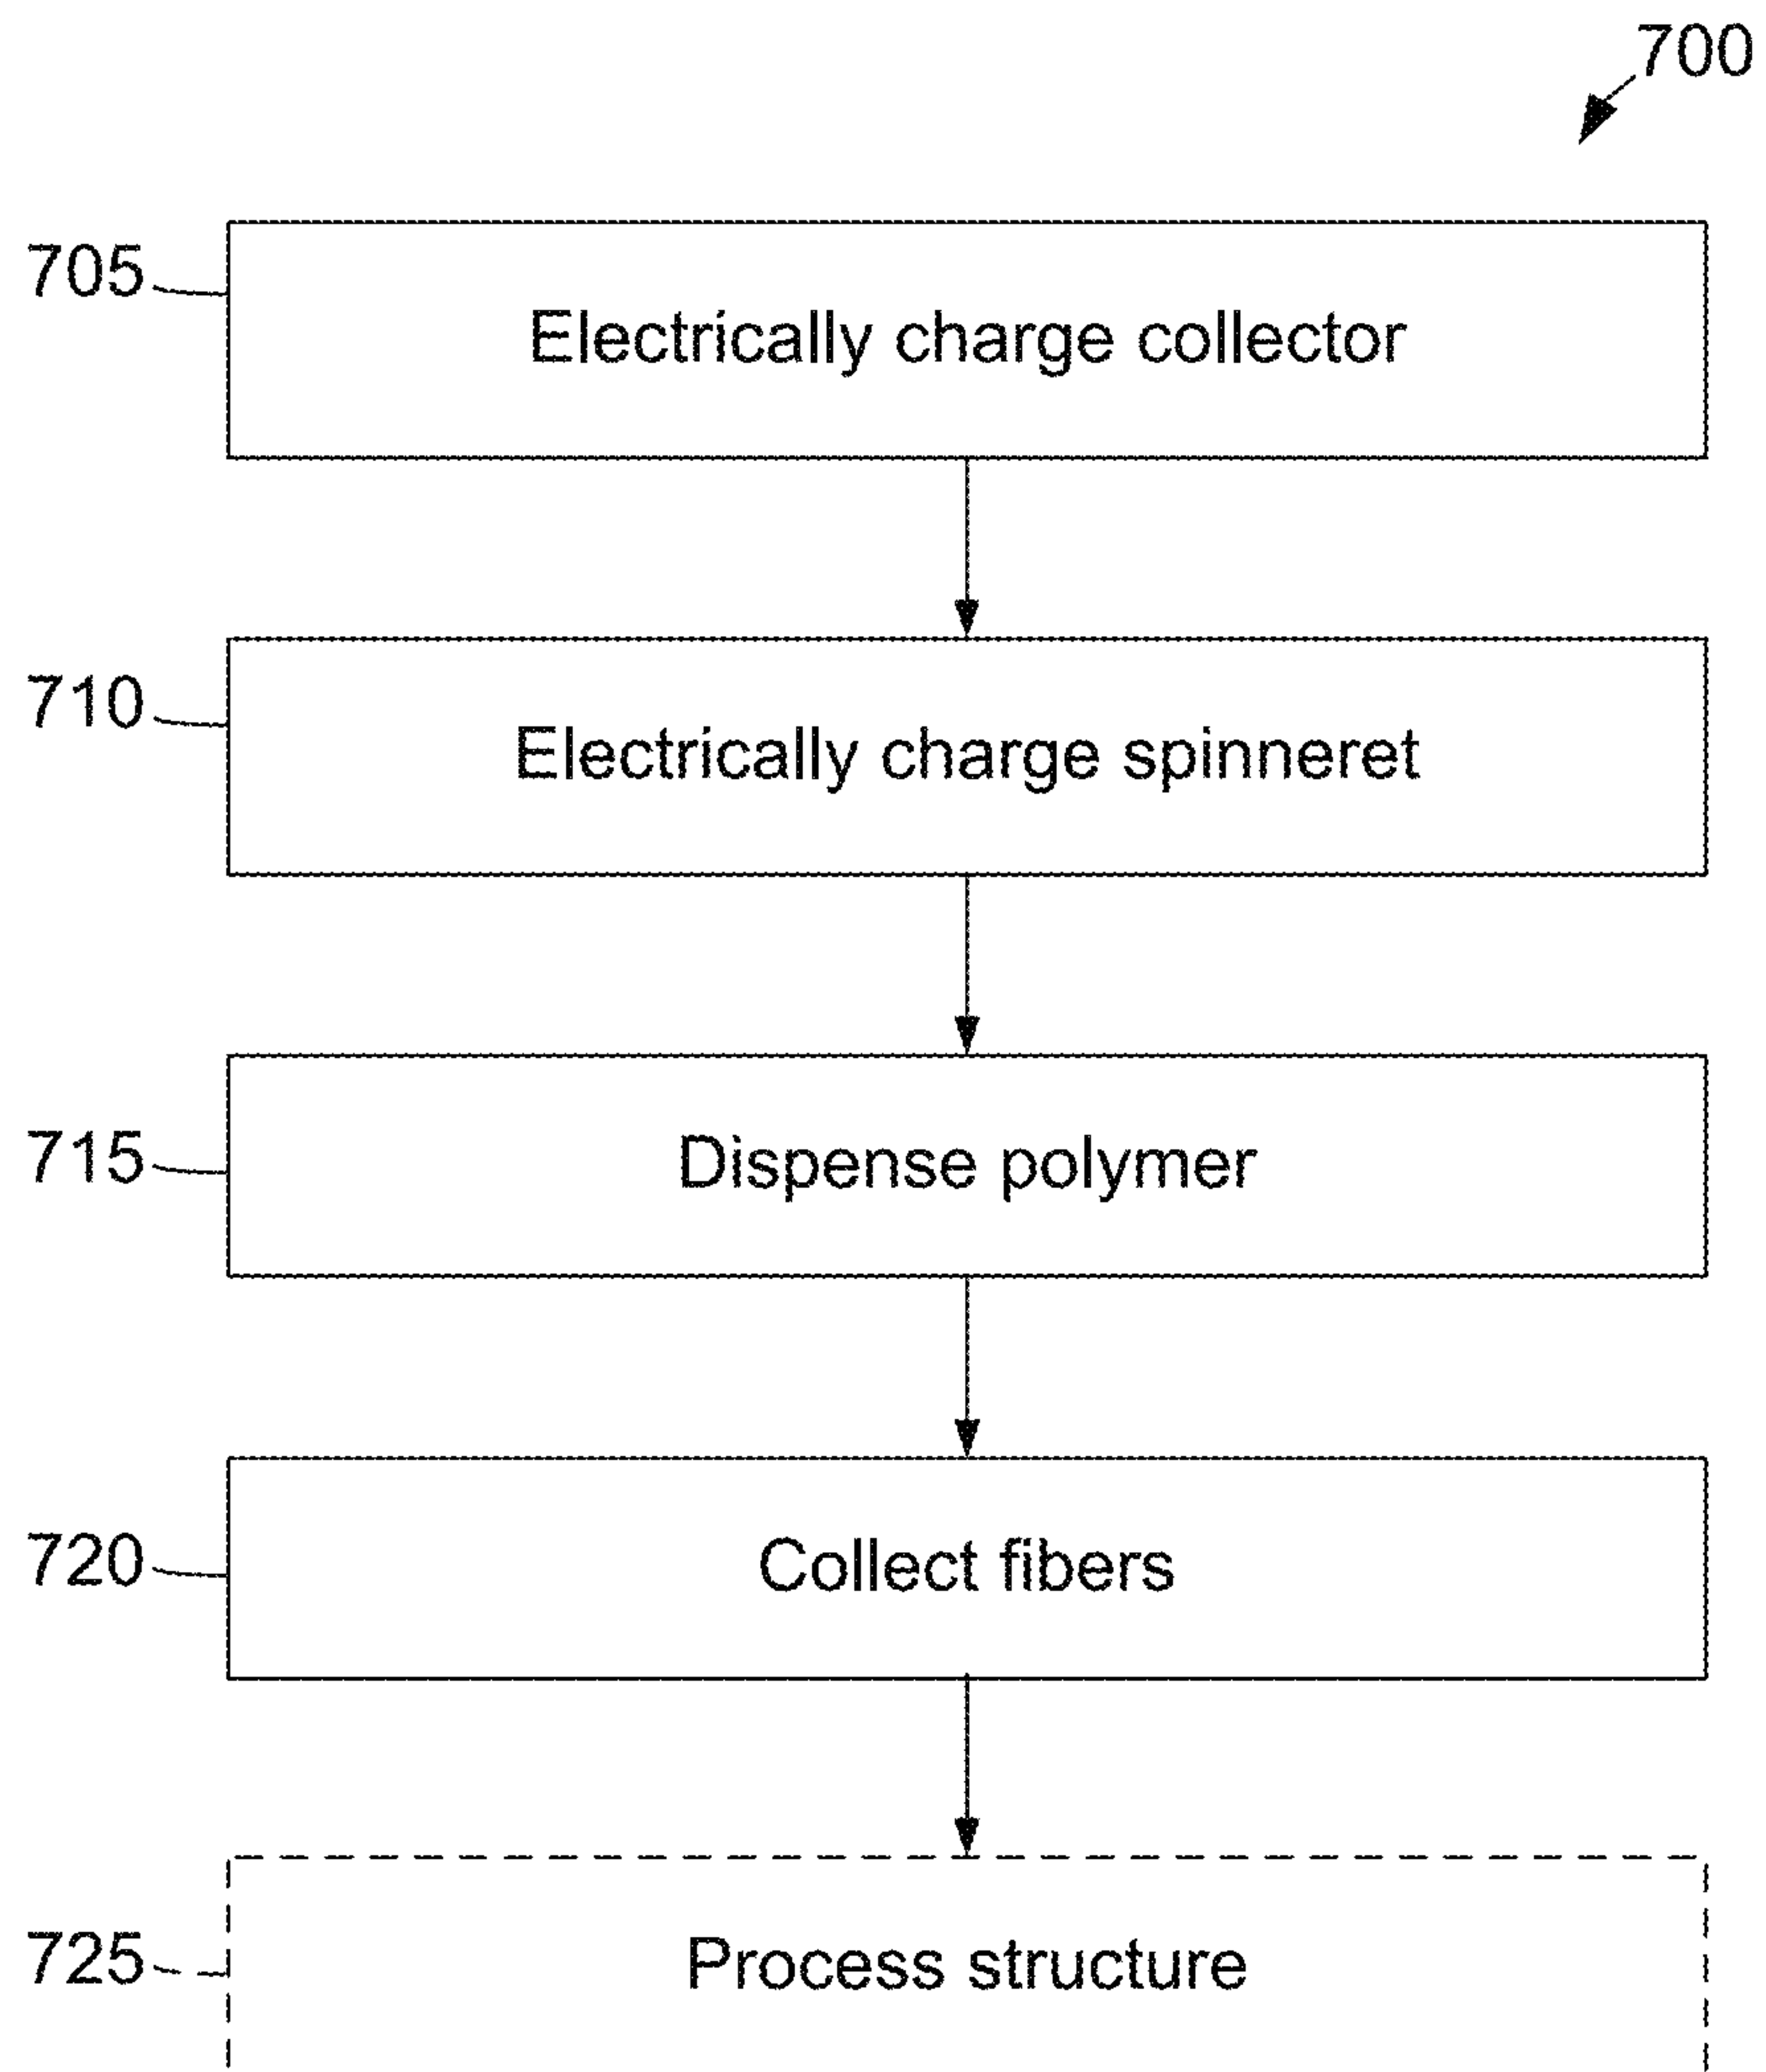 700
705
Electrically charge collector
710
Electrically charge spinneret
715
Dispense polymer
720
Collect fibers
725
Process structure